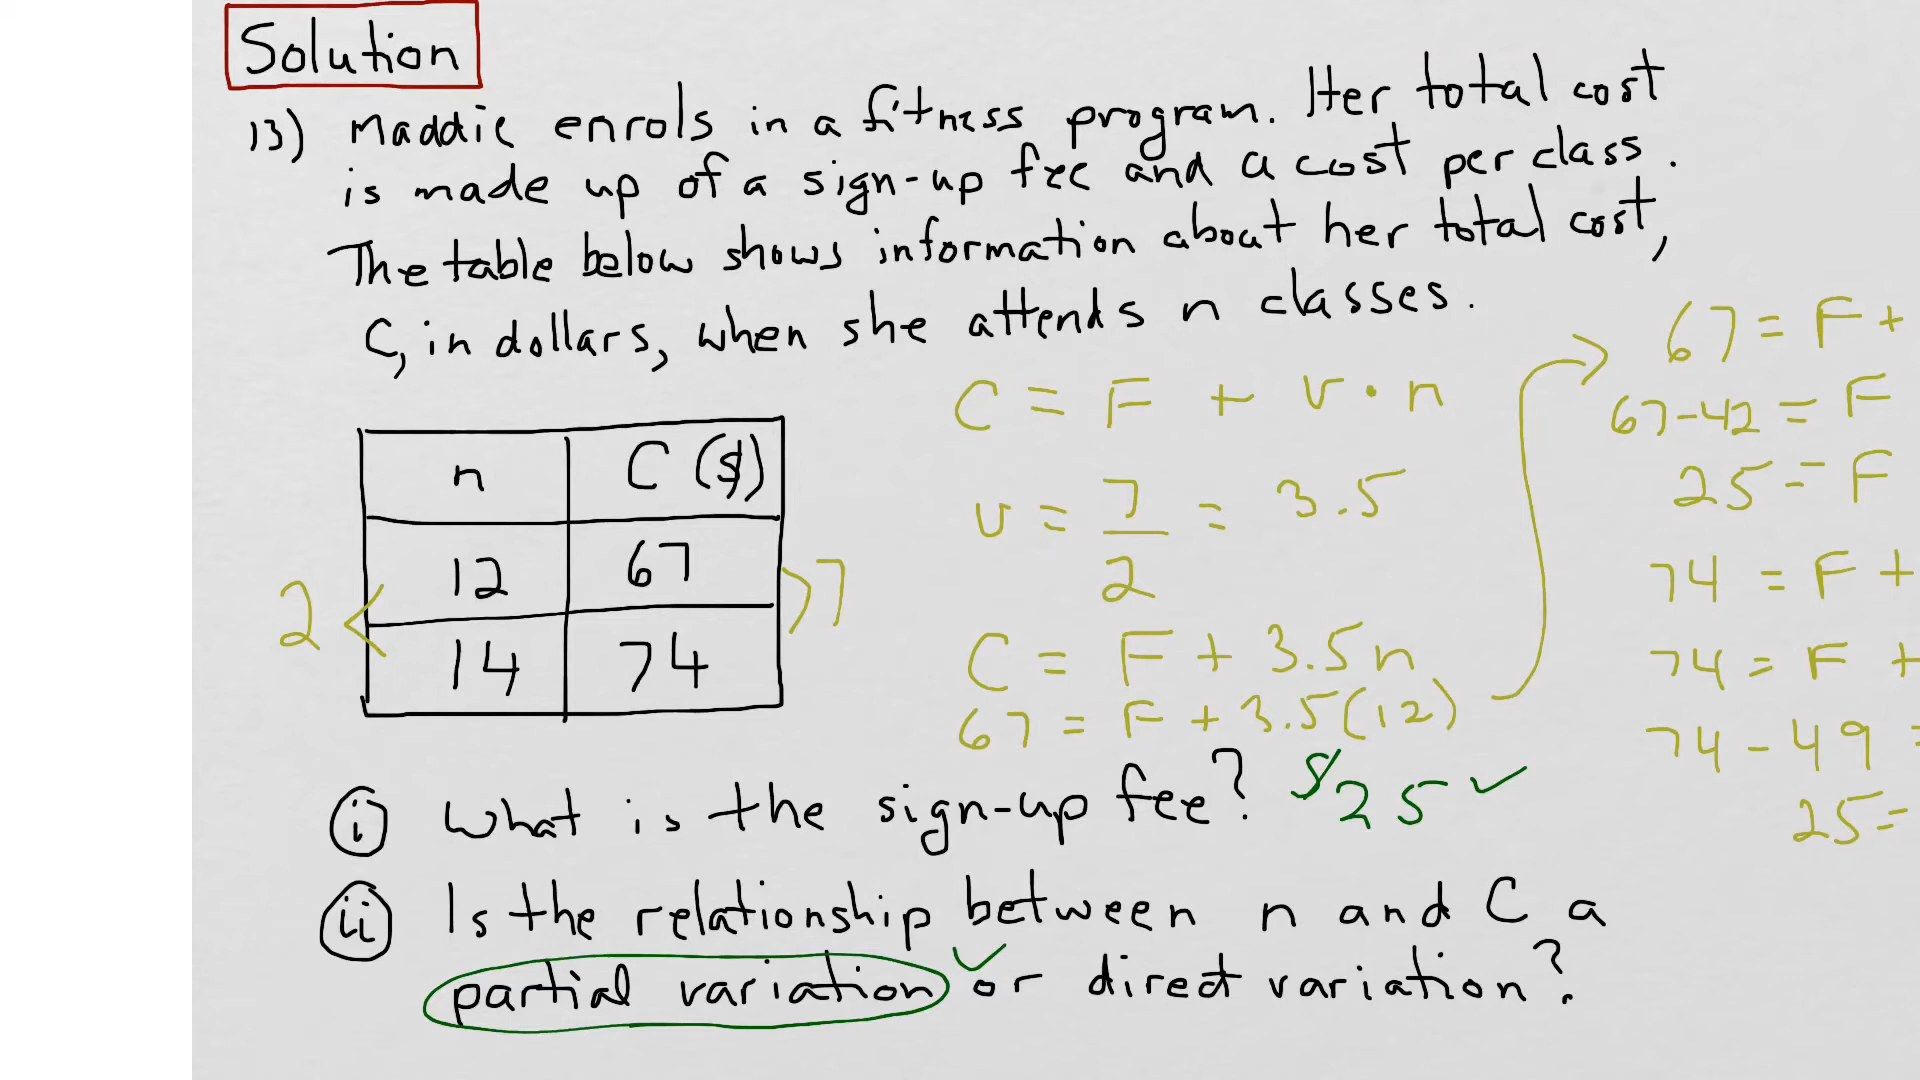 Solution
13) Maddie enrols in a fitness program. Her total cost
is made up of a sign-up fee and a cost per class.
The table below shows information about her total cost,
C, in dollars, when she attends n classes.
n C ($)
12 67
14 74
2
7
C = F + v · n
v = 7/2 = 3.5
C = F + 3.5n
67 = F + 3.5(12)
67 = F +
67-42 = F
25 = F
74 = F +
74 = F +
74 - 49 =
25 =
i What is the sign-up fee? $25 ✓
ii Is the relationship between n and C a
partial variation ✓ or direct variation?